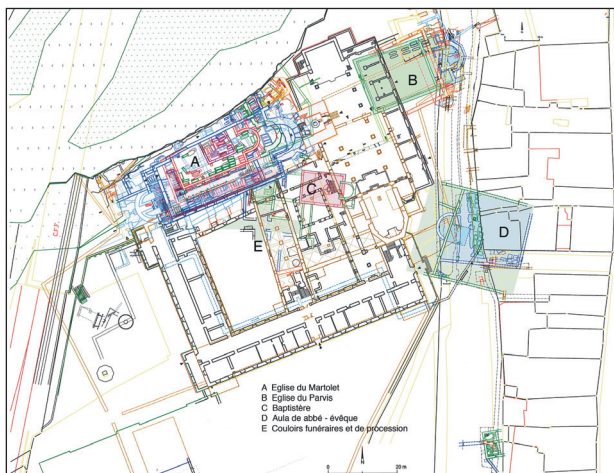 B
A
C
D
E
A Eglise du Martolet
B Eglise du Parvis
C Baptistère
D Aula de abbé - évêque
E Couloirs funéraires et de procession
N
0 20 m